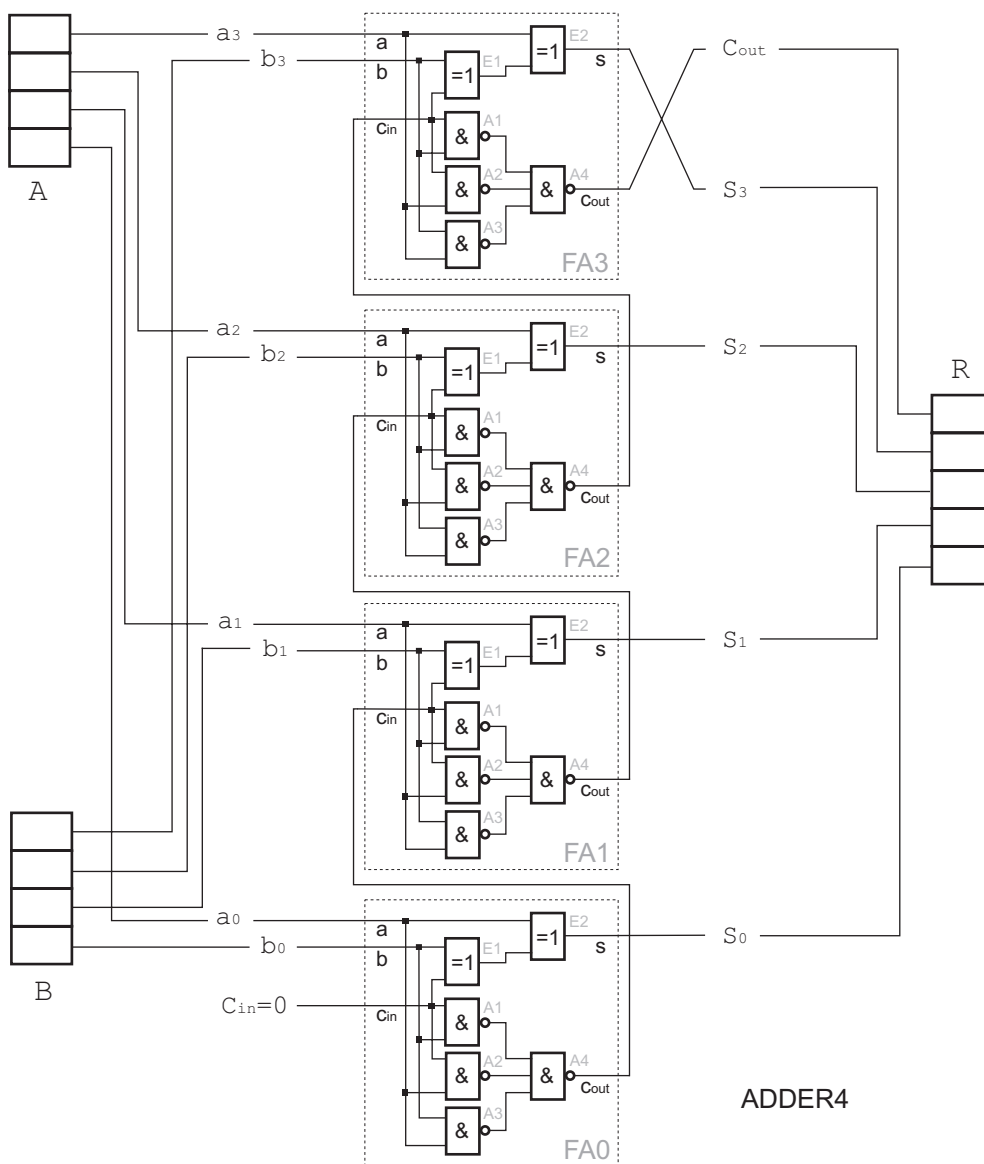 a3
E2
Cout
a
s
b3
E1
=1
=1
b
A1
cin
&
A2
A4
A
&
&
S3
Cout
A3
&
FA3
a2
E2
a
=1
S2
s
b2
E1
=1
b
R
A1
cin
&
A2
A4
&
&
Cout
A3
&
FA2
a1
E2
a
=1
S1
s
b1
E1
=1
b
A1
cin
&
A2
A4
&
&
Cout
A3
&
FA1
a0
E2
a
=1
S0
s
b0
E1
=1
b
B
Cin=0
A1
cin
&
A2
A4
&
&
Cout
ADDER4
A3
&
FA0